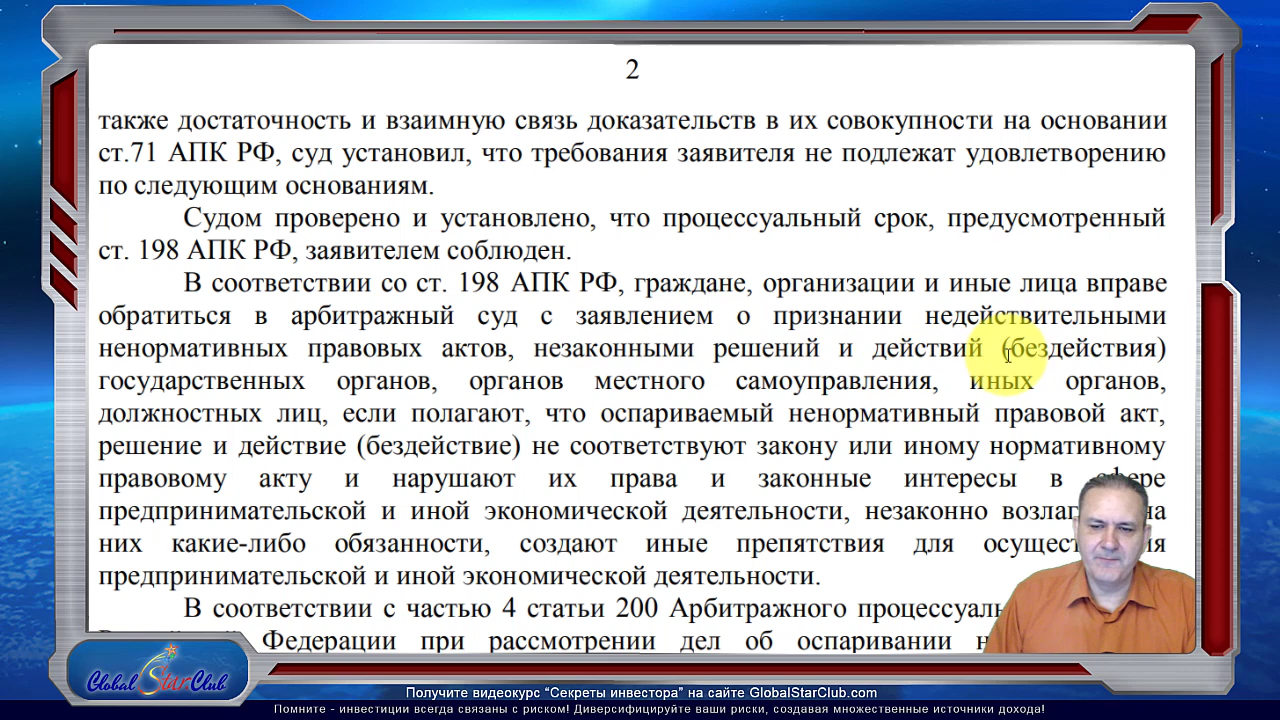 2
также достаточность и взаимную связь доказательств в их совокупности на основании
ст.71 АПК РФ, суд установил, что требования заявителя не подлежат удовлетворению
по следующим основаниям.
Судом проверено и установлено, что процессуальный срок, предусмотренный
ст. 198 АПК РФ, заявителем соблюден.
В соответствии со ст. 198 АПК РФ, граждане, организации и иные лица вправе
обратиться в арбитражный суд с заявлением о признании недействительными
ненормативных правовых актов, незаконными решений и действий (бездействия)
государственных органов, органов местного самоуправления, иных органов,
должностных лиц, если полагают, что оспариваемый ненормативный правовой акт,
решение и действие (бездействие) не соответствуют закону или иному нормативному
правовому акту и нарушают их права и законные интересы в сфере
предпринимательской и иной экономической деятельности, незаконно возлаг на
них какие-либо обязанности, создают иные препятствия для осущес ия
предпринимательской и иной экономической деятельности.
В соответствии с частью 4 статьи 200 Арбитражного процессуаль
Федерации при рассмотрении дел об оспаривании н
Global Star Club
Получите видеокурс "Секреты инвестора" на сайте GlobalStarClub.com
Помните - инвестиции всегда связаны с риском! Диверсифицируйте ваши риски, создавая множественные источники дохода!